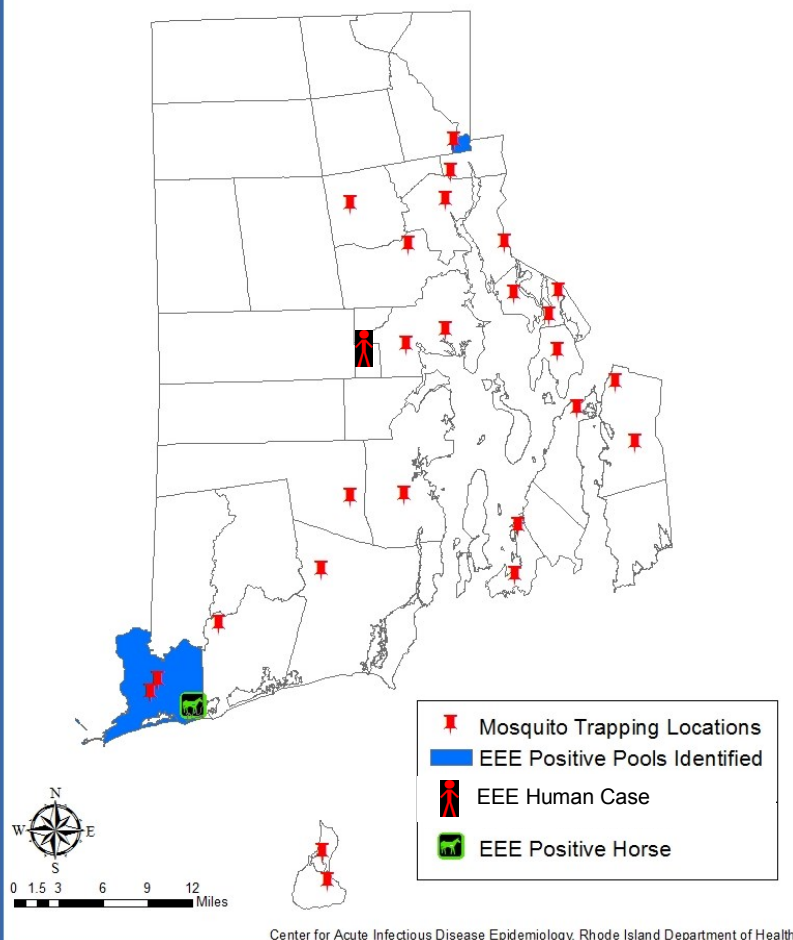 Mosquito Trapping Locations
EEE Positive Pools Identified
EEE Human Case
EEE Positive Horse
N
W E
S
0 1.5 3 6 9 12
Miles
Center for Acute Infectious Disease Epidemiology, Rhode Island Department of Health